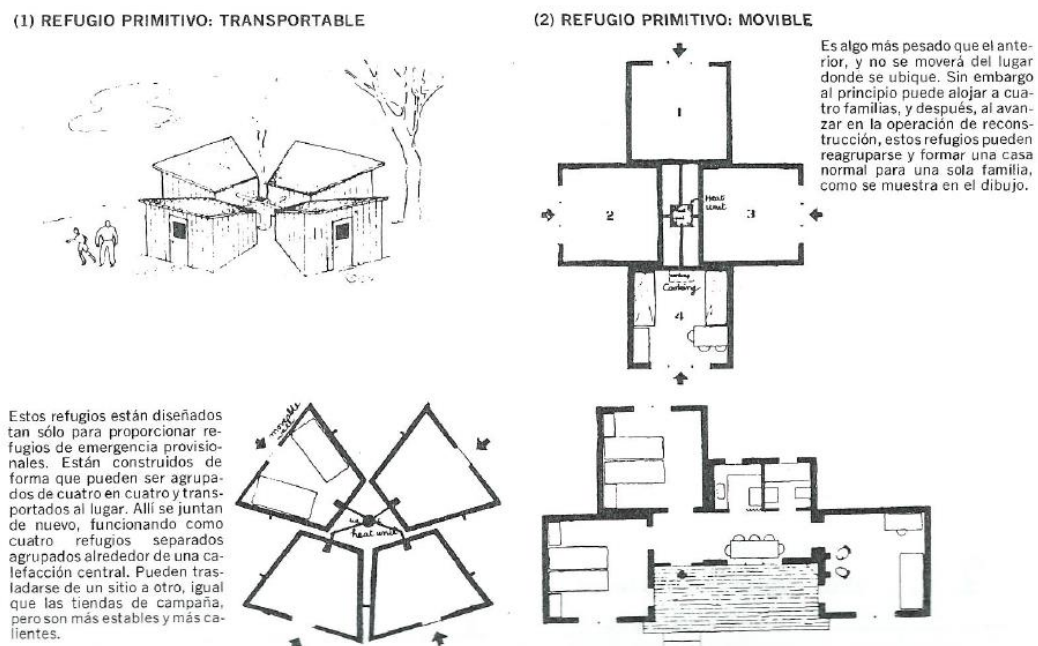 (1) REFUGIO PRIMITIVO: TRANSPORTABLE
Estos refugios están diseñados
tan sólo para proporcionar re-
fugios de emergencia provisio-
nales. Están construidos de
forma que pueden ser agrupa-
dos de cuatro en cuatro y trans-
portados al lugar. Allí se juntan
de nuevo, funcionando como
cuatro refugios separados
agrupados alrededor de una ca-
lefacción central. Pueden tras-
ladarse de un sitio a otro, igual
que las tiendas de campaña,
pero son más estables y más ca-
lientes.
heat unit
(2) REFUGIO PRIMITIVO: MOVIBLE
Es algo más pesado que el ante-
rior, y no se moverá del lugar
donde se ubique. Sin embargo
al principio puede alojar a cua-
tro familias, y después, al avan-
zar en la operación de recons-
trucción, estos refugios pueden
reagruparse y formar una casa
normal para una sola familia,
como se muestra en el dibujo.
1
2
Heat
unit
3
Cooking
4